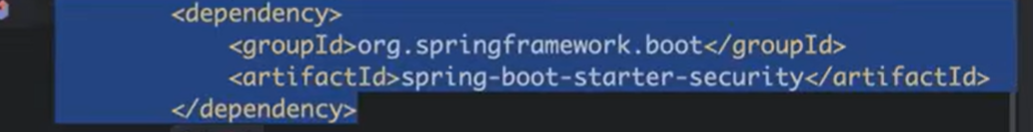 <dependency>
<groupId>org.springframework.boot</groupId>
<artifactId>spring-boot-starter-security</artifactId>
</dependency>